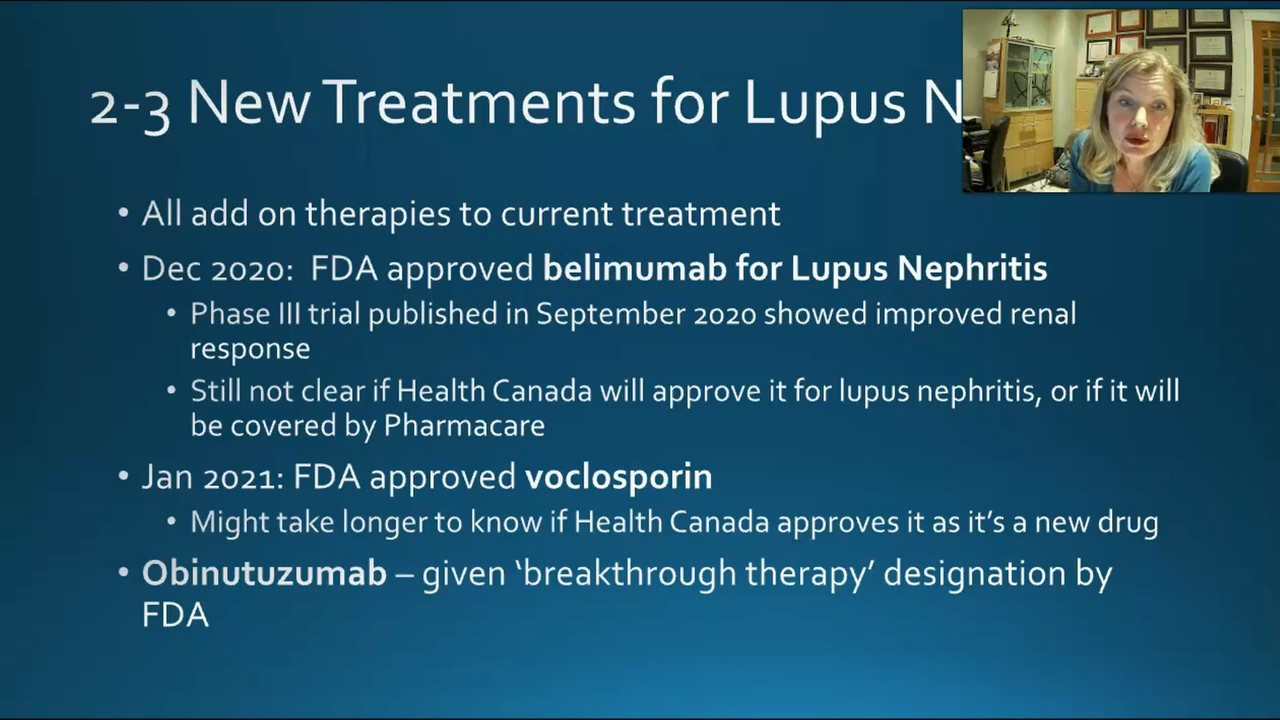 2-3 New Treatments for Lupus N
• All add on therapies to current treatment
• Dec 2020: FDA approved belimumab for Lupus Nephritis
• Phase III trial published in September 2020 showed improved renal
response
• Still not clear if Health Canada will approve it for lupus nephritis, or if it will
be covered by Pharmacare
• Jan 2021: FDA approved voclosporin
• Might take longer to know if Health Canada approves it as it’s a new drug
• Obinutuzumab – given ‘breakthrough therapy’ designation by
FDA